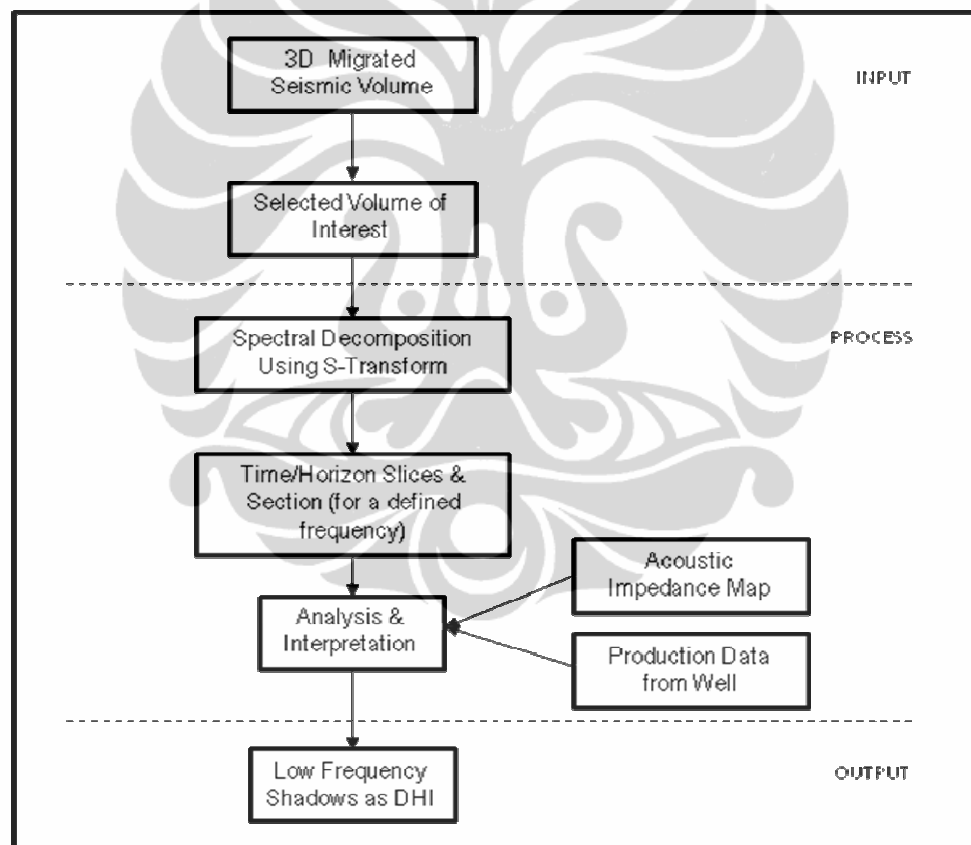 3D Migrated
Seismic Volume
INPUT
Selected Volume of
Interest
Spectral Decomposition
Using S-Transform
PROCESS
Time/Horizon Slices &
Section (for a defined
frequency)
Acoustic
Impedance Map
Analysis &
Interpretation
Production Data
from Well
Low Frequency
Shadows as DHI
OUTPUT